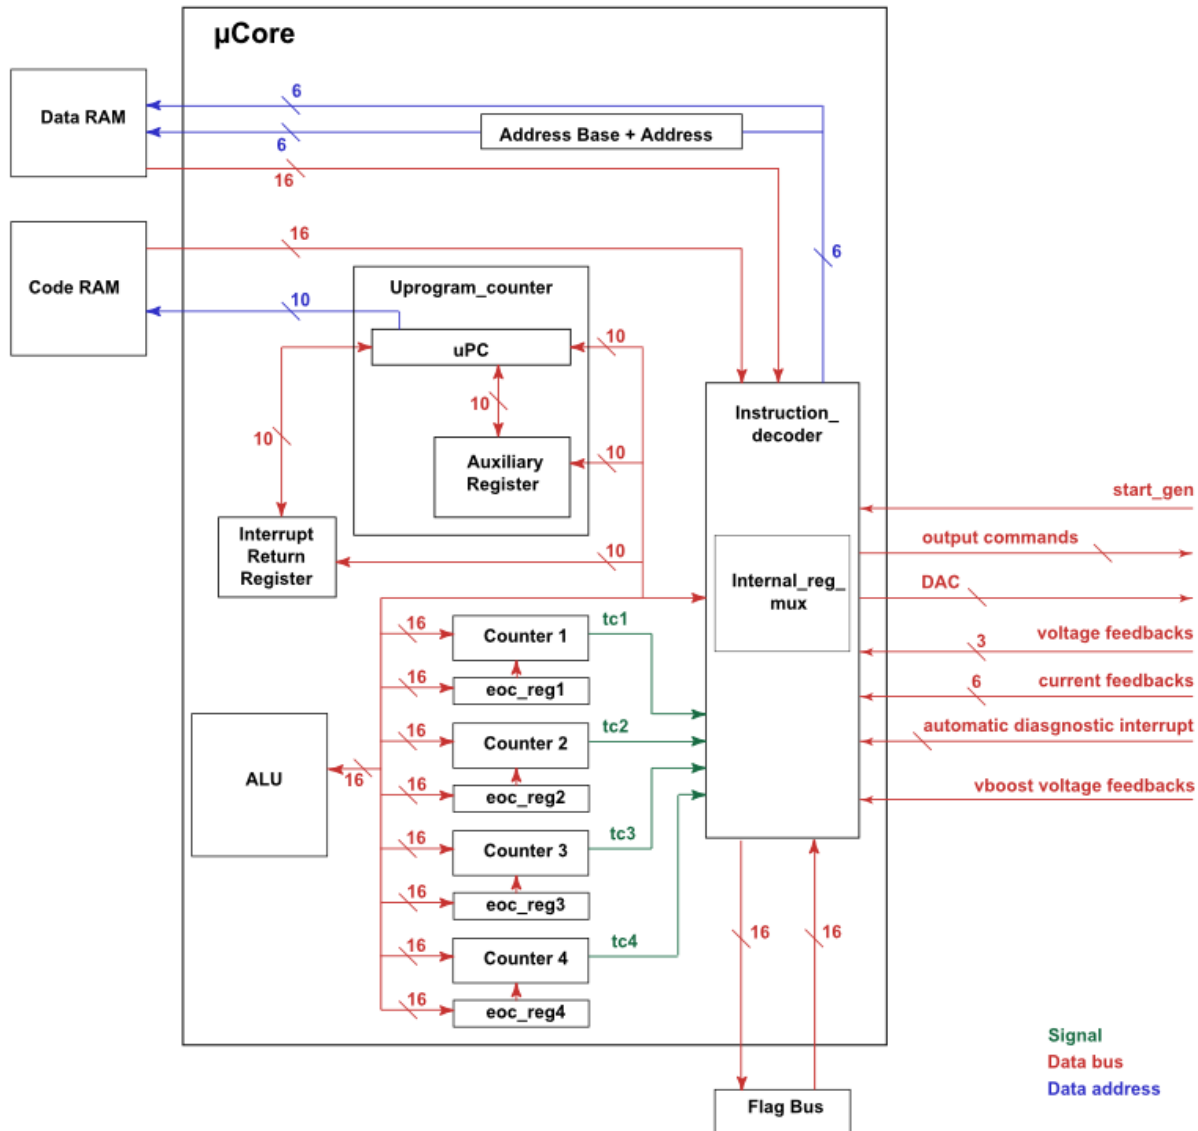 µCore
Data RAM
6
6
Address Base + Address
16
16
6
Code RAM
10
Uprogram_counter
uPC
10
10
10
Auxiliary
Register
10
Interrupt
Return
Register
10
Instruction_
decoder
Internal_reg_
mux
start_gen
output commands
DAC
voltage feedbacks
3
current feedbacks
6
automatic diasgnostic interrupt
vboost voltage feedbacks
16
Counter 1
tc1
16
eoc_reg1
16
Counter 2
tc2
ALU
16
16
eoc_reg2
16
Counter 3
tc3
16
eoc_reg3
16
Counter 4
tc4
16
eoc_reg4
16
16
Flag Bus
Signal
Data bus
Data address